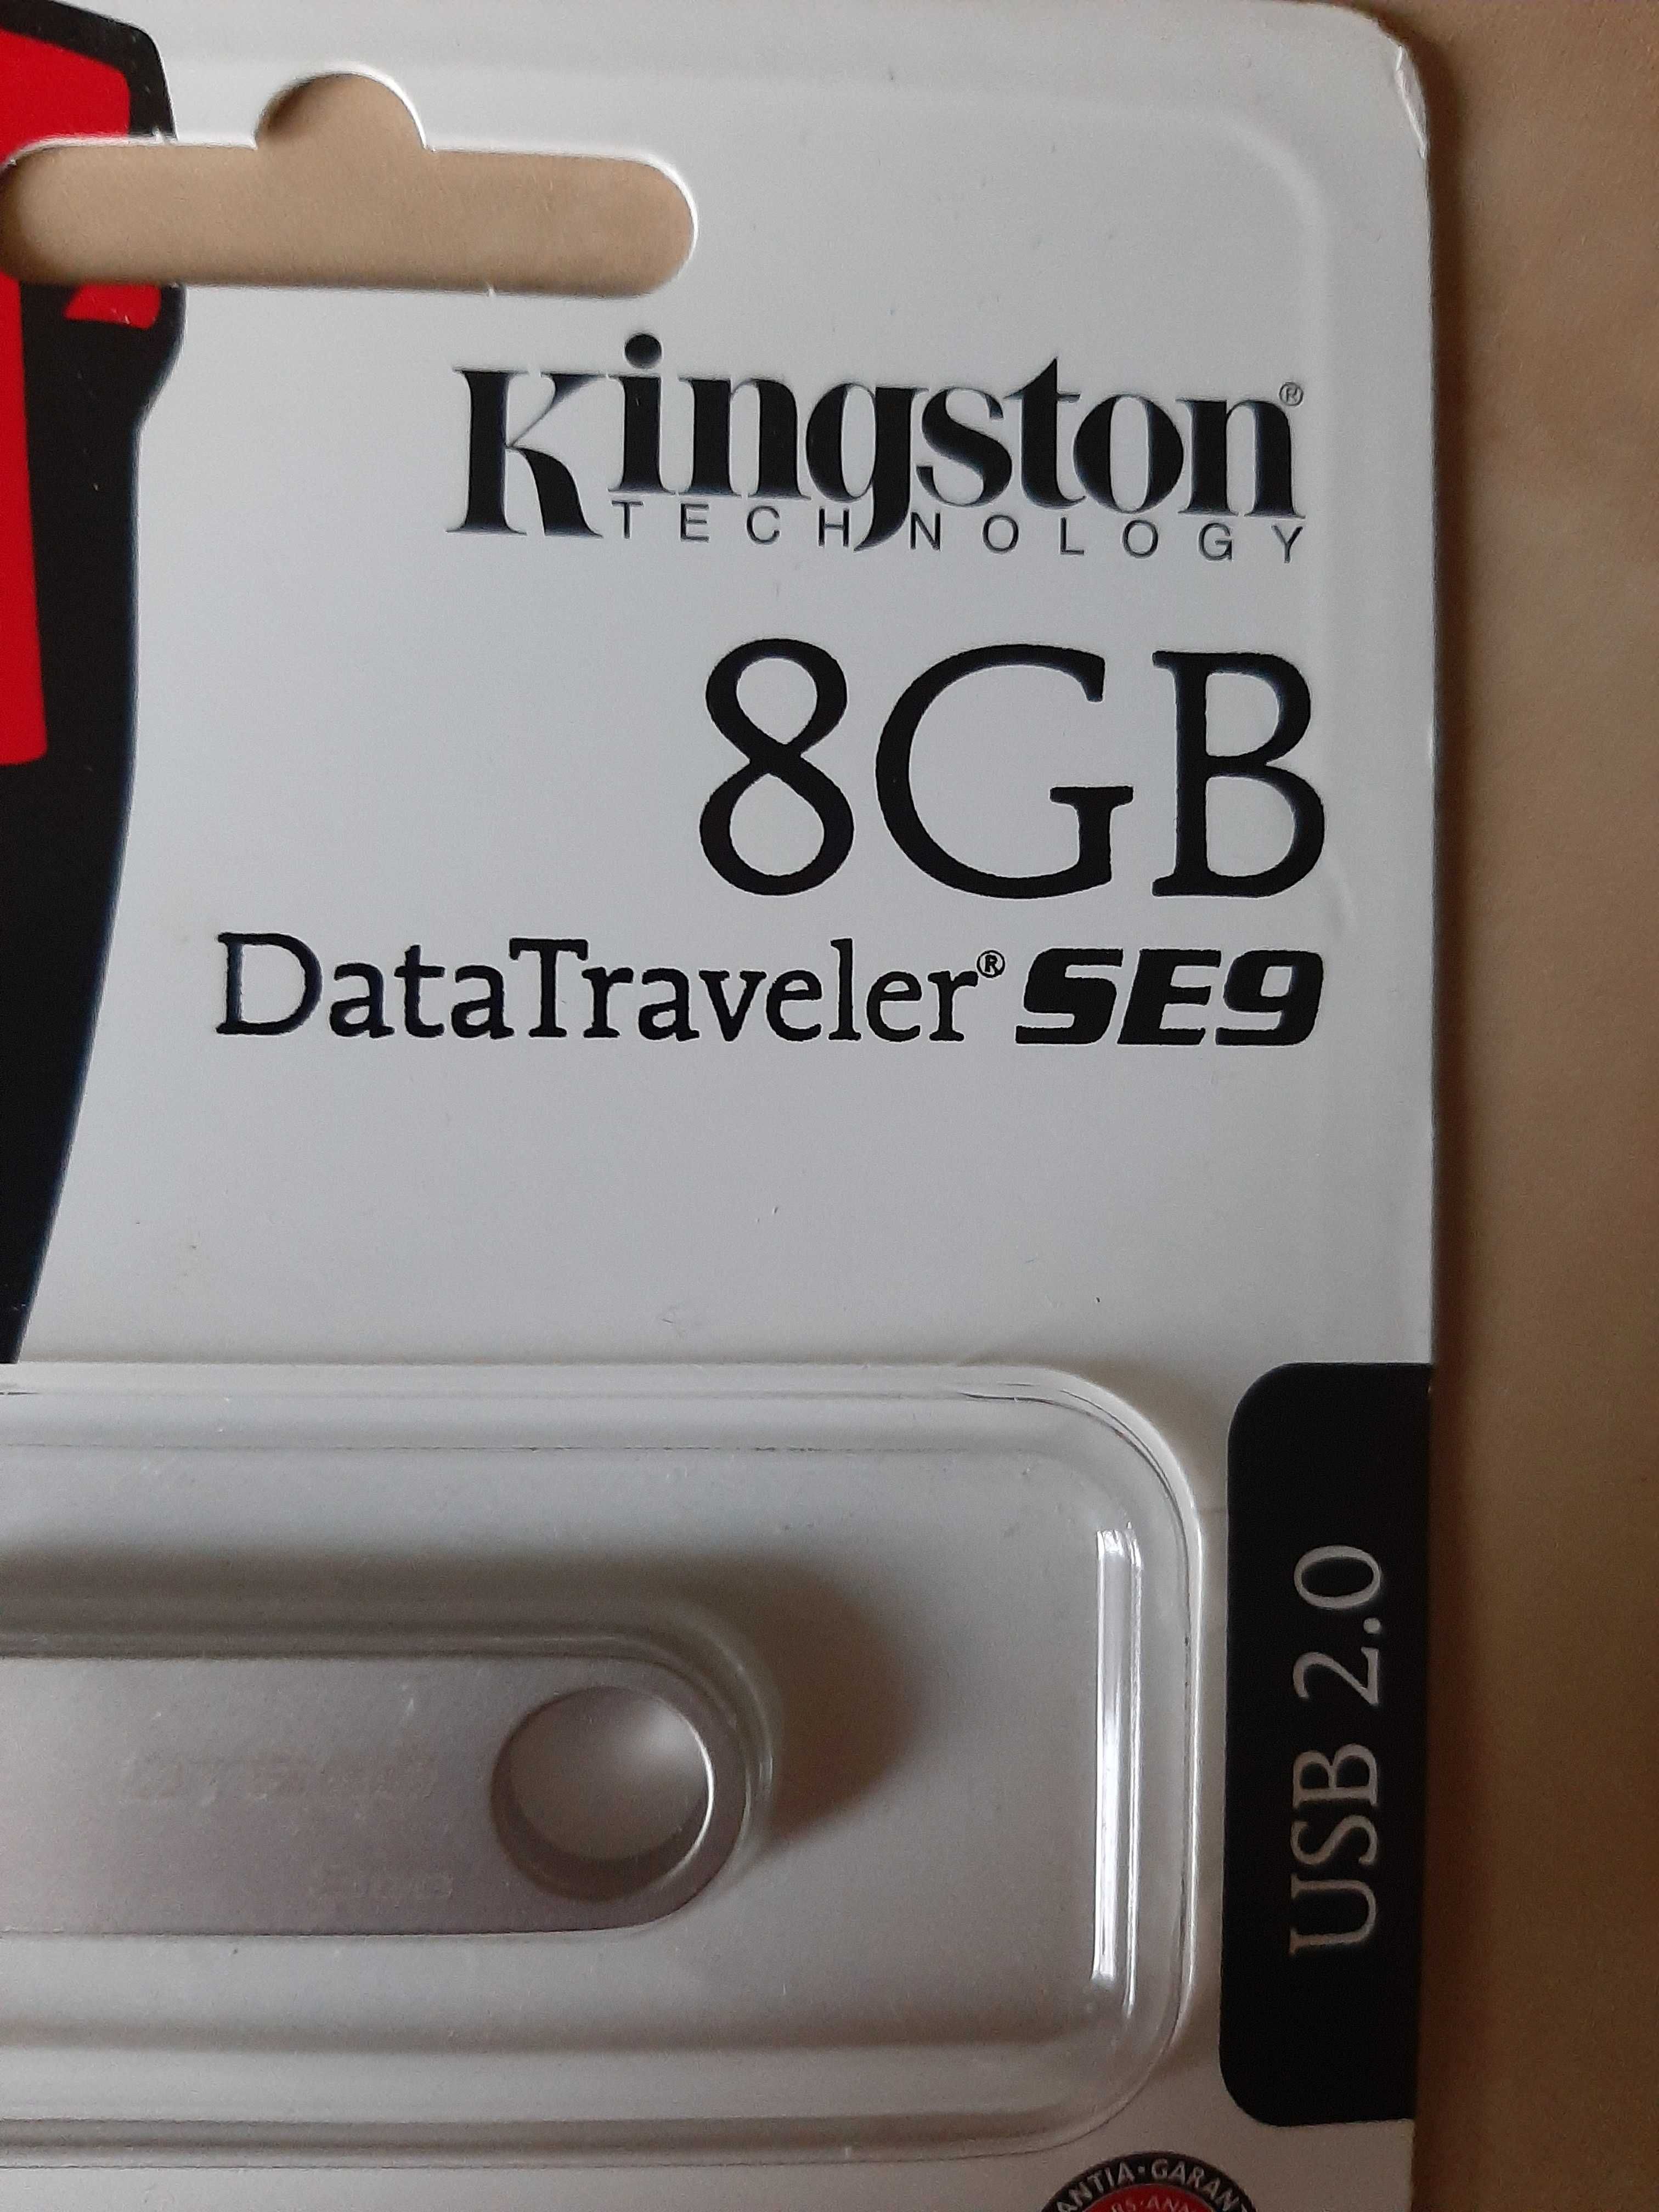 Kingston®
TECHNOLOGY
8GB
DataTraveler® SE9
USB 2.0